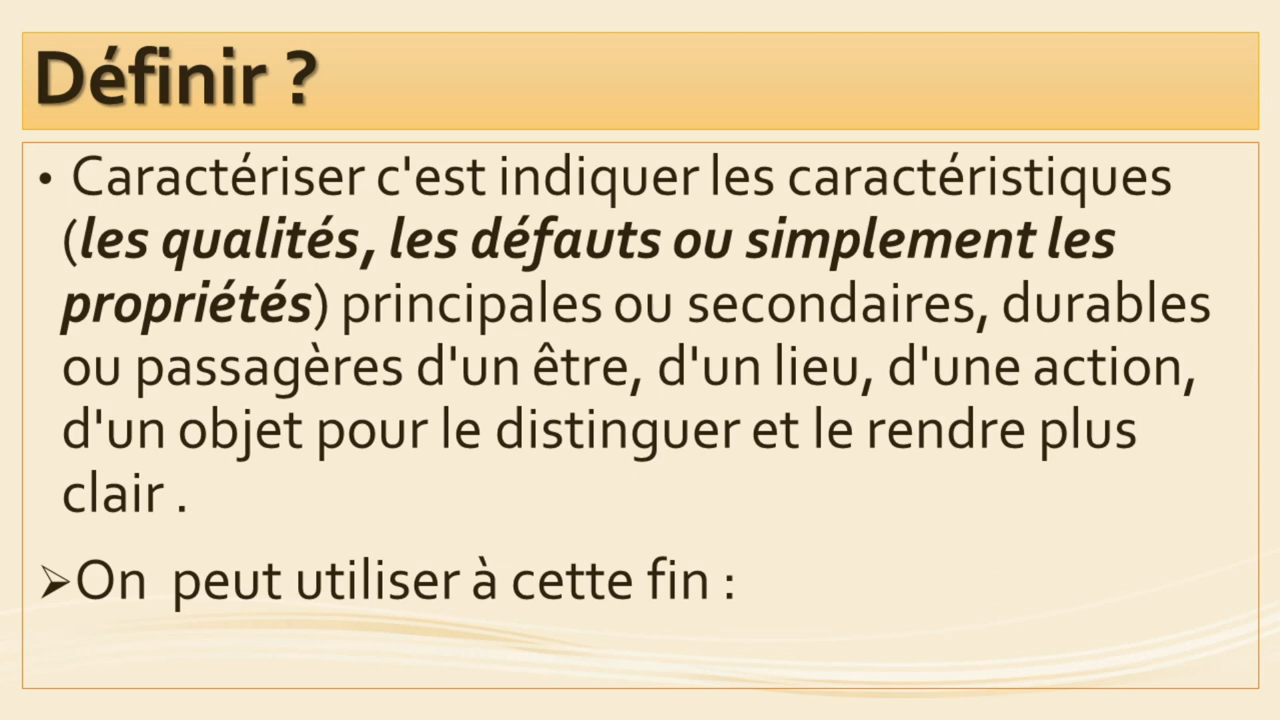 Définir ?
• Caractériser c'est indiquer les caractéristiques
(les qualités, les défauts ou simplement les
propriétés) principales ou secondaires, durables
ou passagères d'un être, d'un lieu, d'une action,
d'un objet pour le distinguer et le rendre plus
clair .
➢On peut utiliser à cette fin :